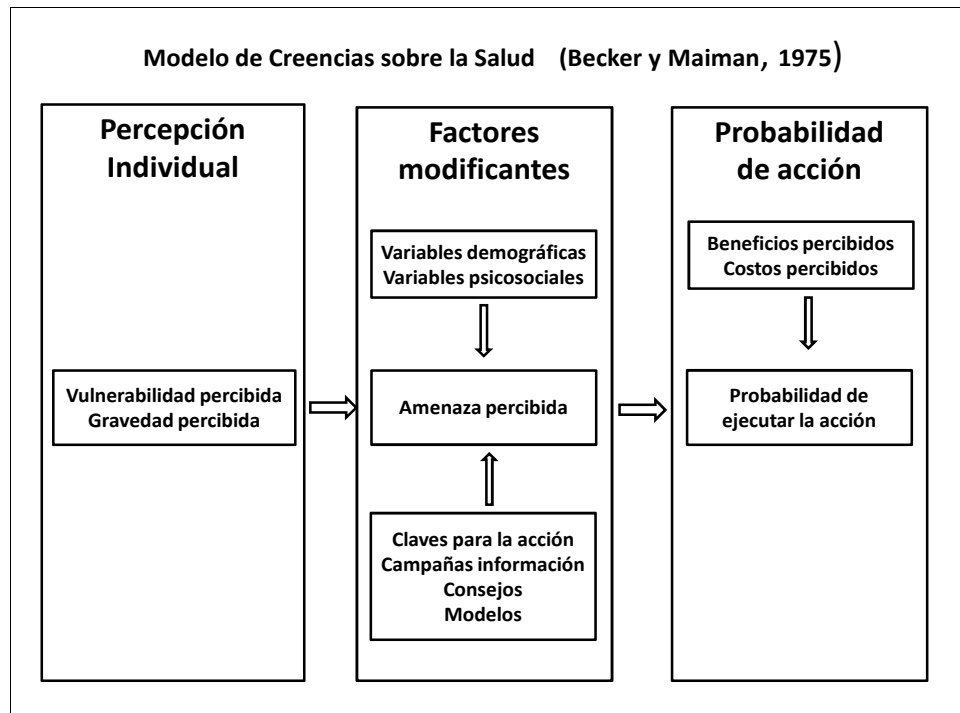 Modelo de Creencias sobre la Salud (Becker y Maiman, 1975)
Percepción
Individual
Vulnerabilidad percibida
Gravedad percibida
Factores
modificantes
Variables demográficas
Variables psicosociales
Amenaza percibida
Claves para la acción
Campañas información
Consejos
Modelos
Probabilidad
de acción
Beneficios percibidos
Costos percibidos
Probabilidad de
ejecutar la acción